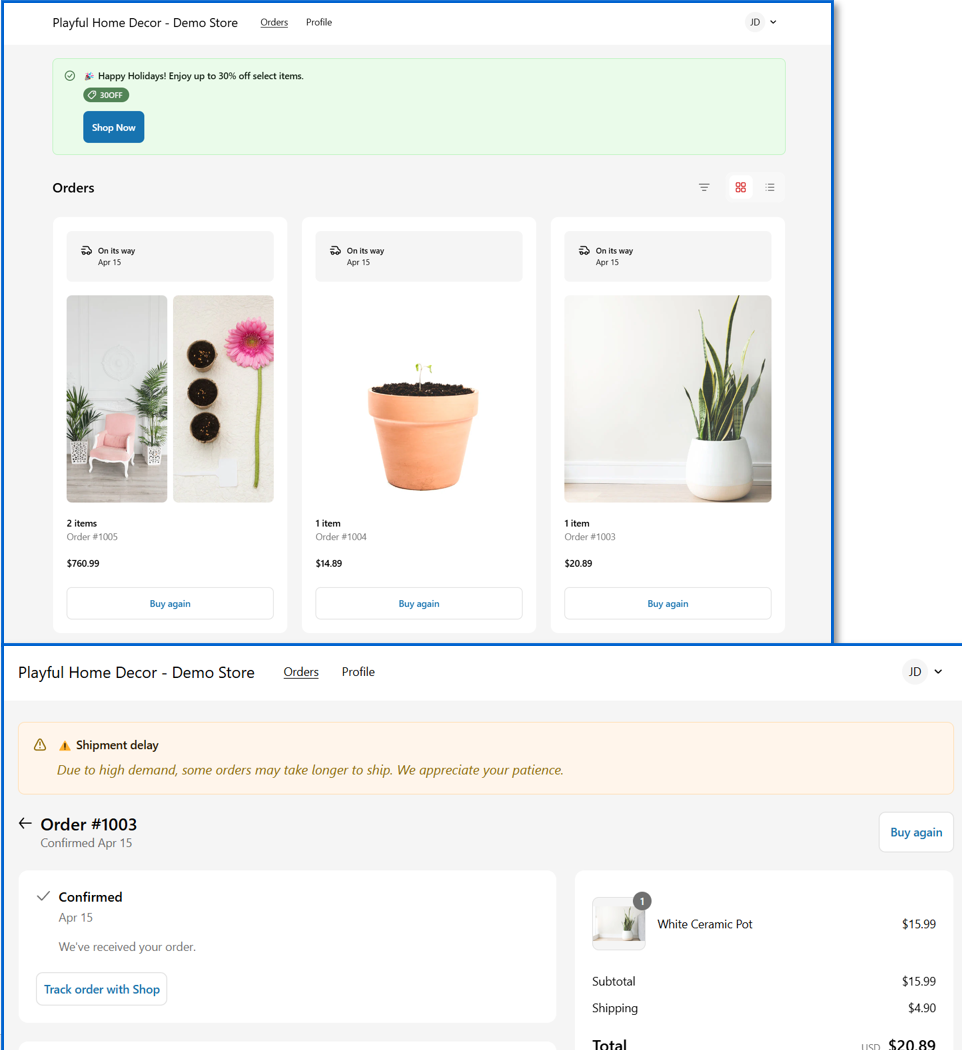 Playful Home Decor - Demo Store Orders Profile JD
🎉 Happy Holidays! Enjoy up to 30% off select items.
30OFF
Shop Now
Orders
On its way
Apr 15
On its way
Apr 15
On its way
Apr 15
2 items
Order #1005
$760.99
Buy again
1 item
Order #1004
$14.89
Buy again
1 item
Order #1003
$20.89
Buy again
Playful Home Decor - Demo Store Orders Profile JD
⚠️ Shipment delay
Due to high demand, some orders may take longer to ship. We appreciate your patience.
Order #1003
Confirmed Apr 15
Buy again
Confirmed
Apr 15
We've received your order.
Track order with Shop
1
White Ceramic Pot $15.99
Subtotal $15.99
Shipping $4.90
Total USD $20.89